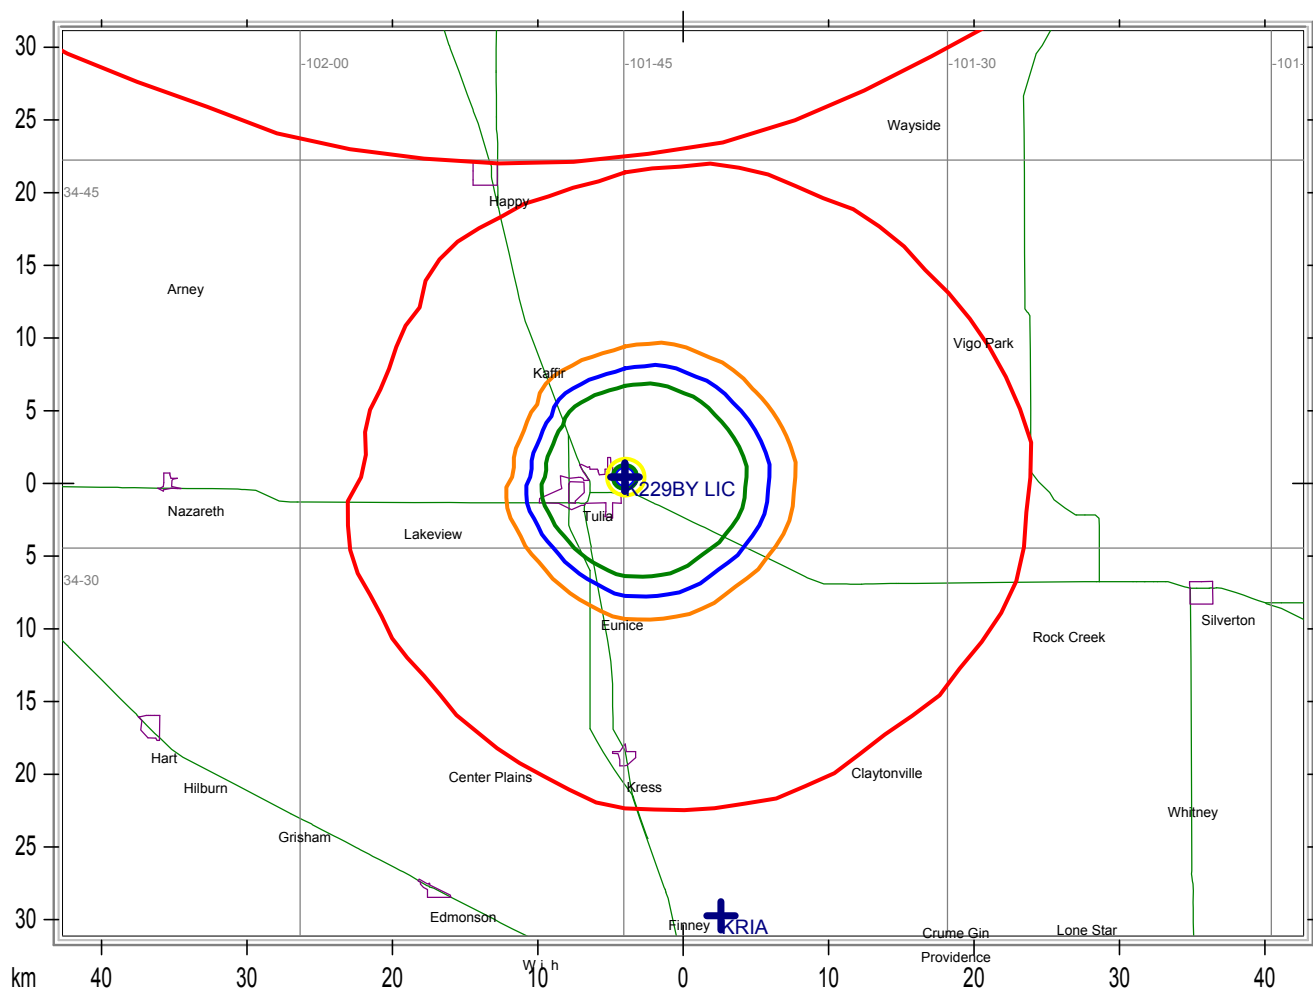 30
-102-00
-101-45
-101-30
-101-
25
Wayside
20
34-45
Happy
15
Arney
10
Vigo Park
Kaffir
5
0
K229BY LIC
Nazareth
Tulia
Lakeview
5
34-30
10
Eunice
Rock Creek
Silverton
15
Hart
Center Plains
Claytonville
20
Hilburn
Kress
Whitney
25
Grisham
30
Edmonson
Finney
KRIA
Crume Gin
Lone Star
Providence
km
40
30
20
10
0
10
20
30
40